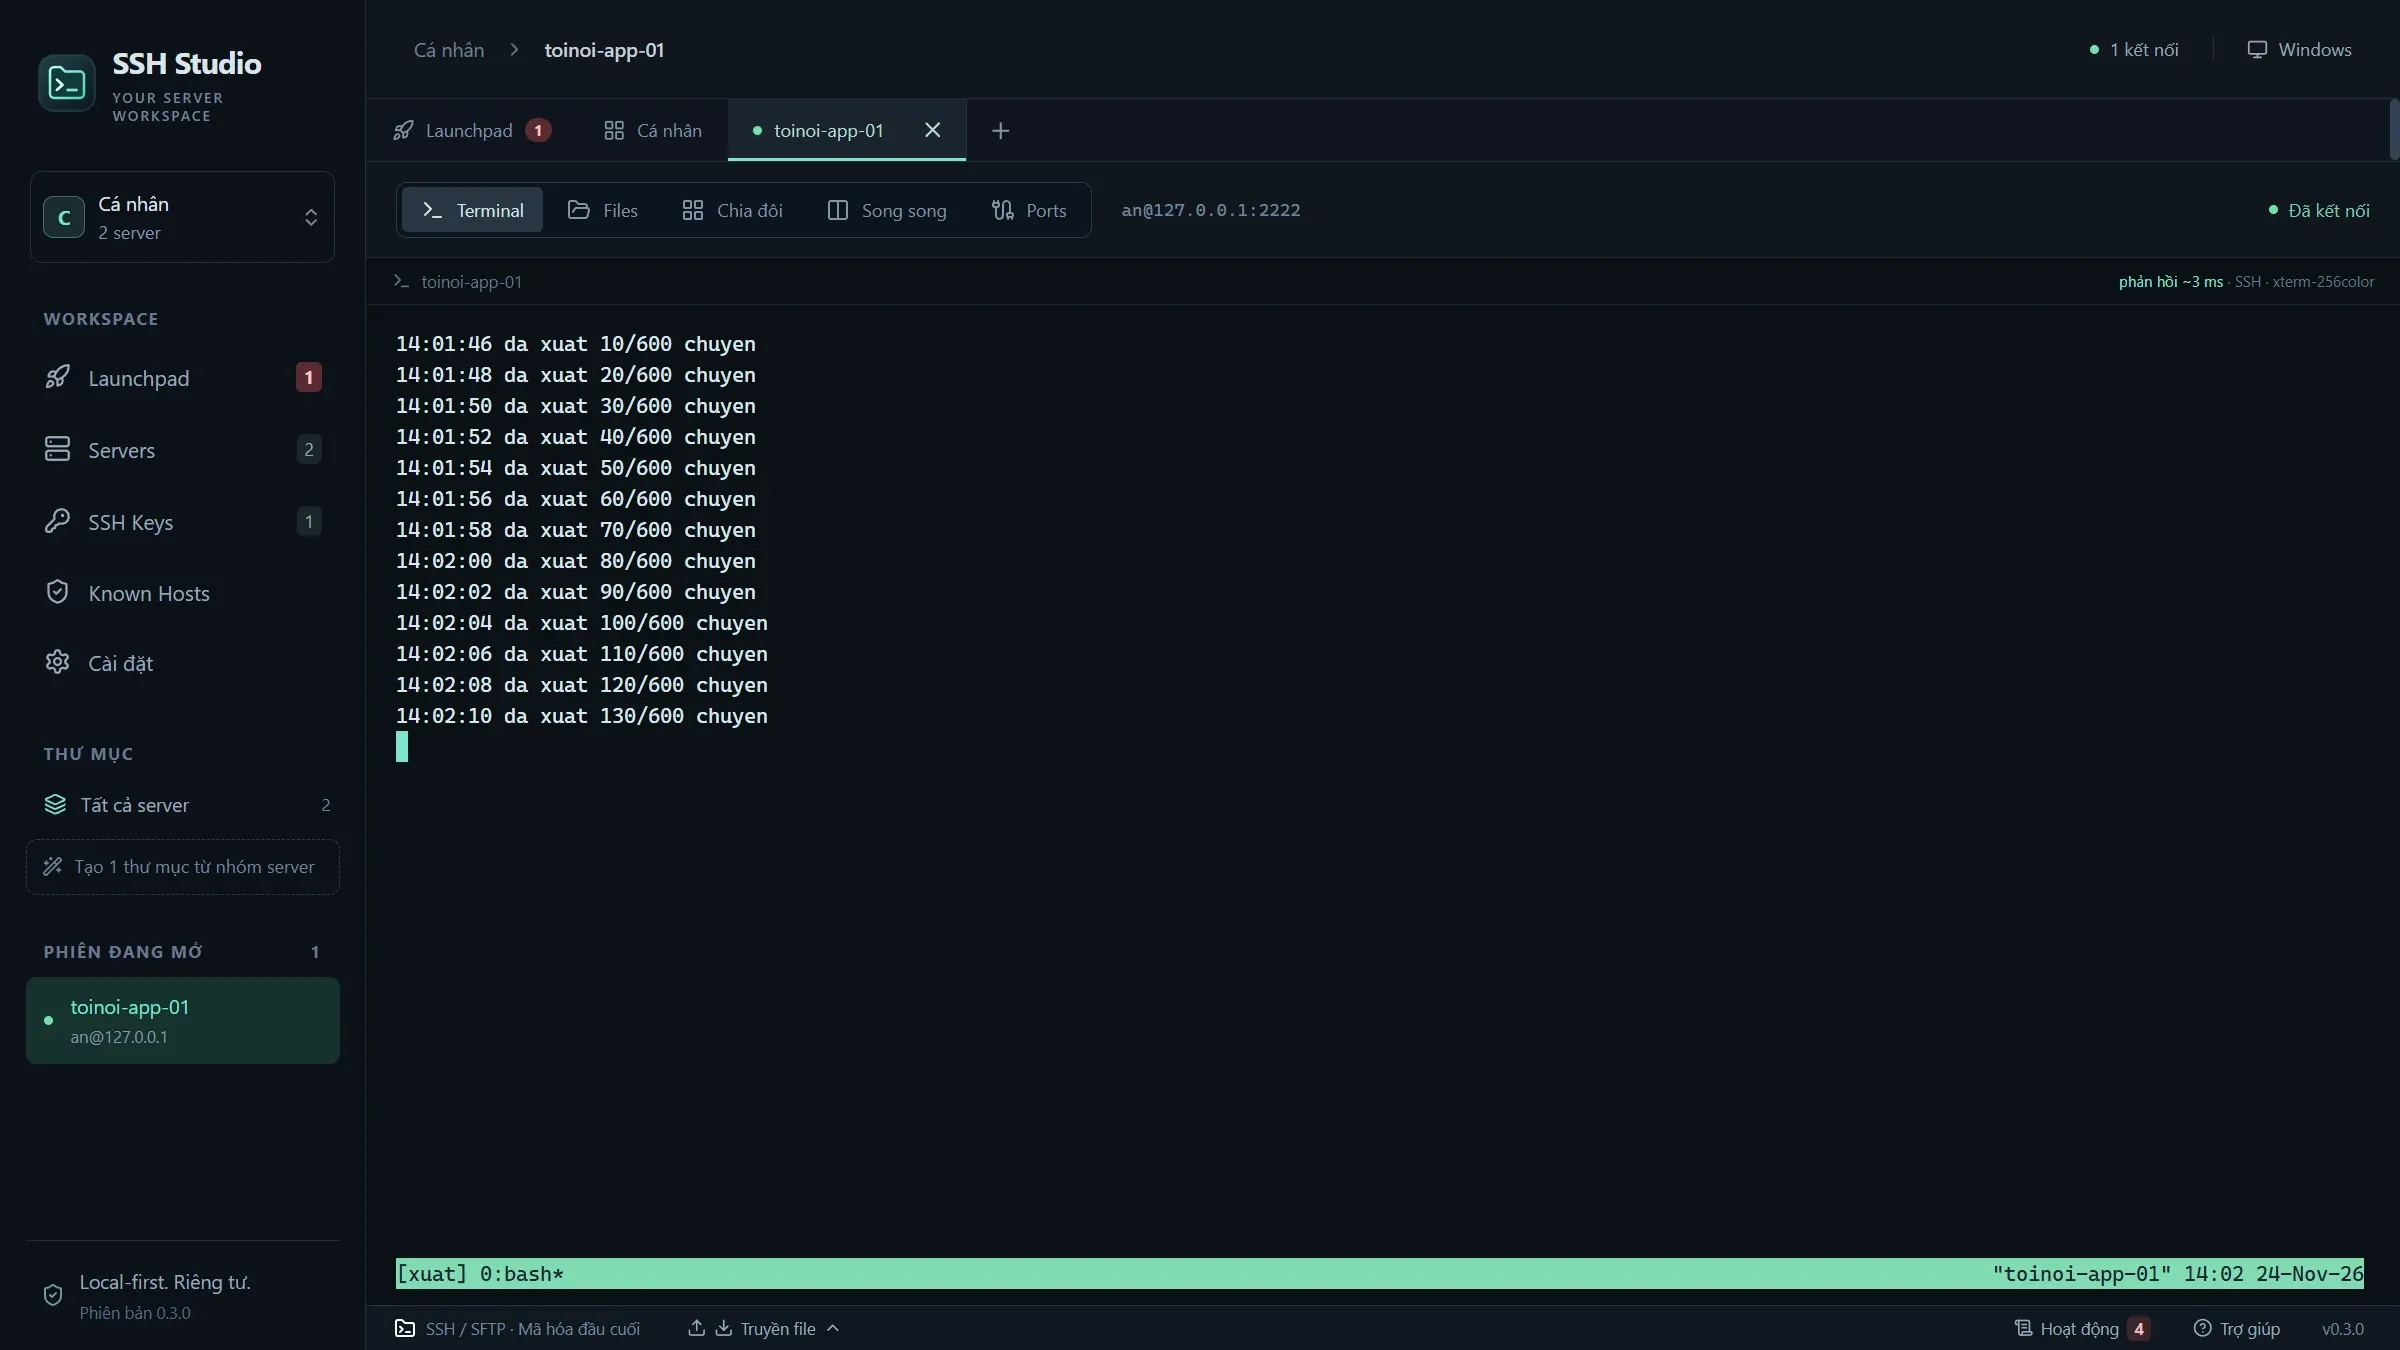 SSH Studio
YOUR SERVER
WORKSPACE
C
Cá nhân
2 server
WORKSPACE
Launchpad 1
Servers 2
SSH Keys 1
Known Hosts
Cài đặt
THƯ MỤC
Tất cả server 2
Tạo 1 thư mục từ nhóm server
PHIÊN ĐANG MỞ 1
toinoi-app-01
an@127.0.0.1
Local-first. Riêng tư.
Phiên bản 0.3.0
Cá nhân > toinoi-app-01
1 kết nối
Windows
Launchpad 1
Cá nhân
toinoi-app-01
Terminal
Files
Chia đôi
Song song
Ports
an@127.0.0.1:2222
Đã kết nối
toinoi-app-01
phản hồi ~3 ms · SSH · xterm-256color
14:01:46 da xuat 10/600 chuyen
14:01:48 da xuat 20/600 chuyen
14:01:50 da xuat 30/600 chuyen
14:01:52 da xuat 40/600 chuyen
14:01:54 da xuat 50/600 chuyen
14:01:56 da xuat 60/600 chuyen
14:01:58 da xuat 70/600 chuyen
14:02:00 da xuat 80/600 chuyen
14:02:02 da xuat 90/600 chuyen
14:02:04 da xuat 100/600 chuyen
14:02:06 da xuat 110/600 chuyen
14:02:08 da xuat 120/600 chuyen
14:02:10 da xuat 130/600 chuyen
[xuat] 0:bash* "toinoi-app-01" 14:02 24-Nov-26
SSH / SFTP · Mã hóa đầu cuối
Truyền file
Hoạt động 4
Trợ giúp
v0.3.0